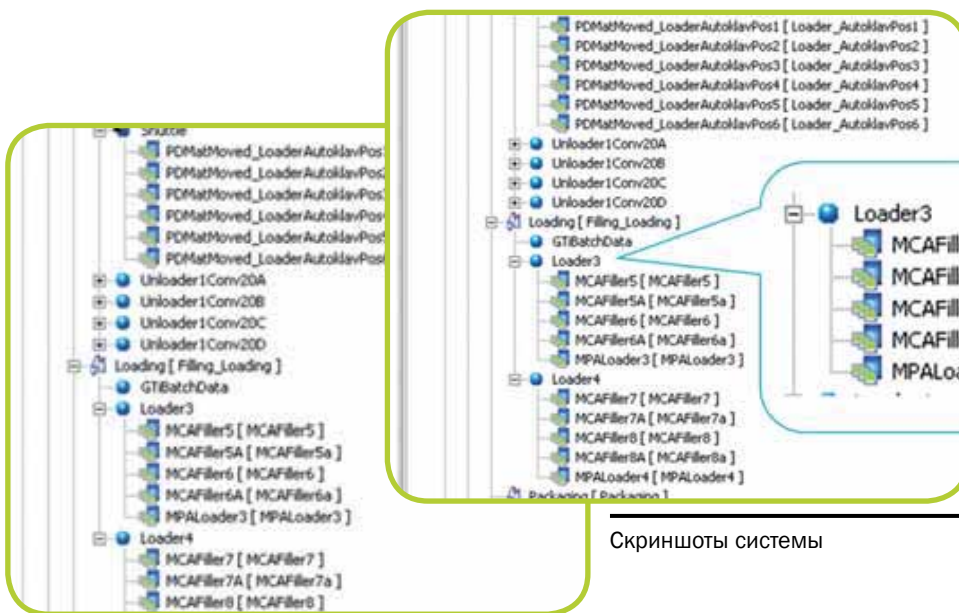 Shuttle
PDMatMoved_LoaderAutoklavPos
PDMatMoved_LoaderAutoklavPos
PDMatMoved_LoaderAutoklavPos
PDMatMoved_LoaderAutoklavPos
PDMatMoved_LoaderAutoklavPos
PDMatMoved_LoaderAutoklavPos
Unloader1Conv20A
Unloader1Conv20B
Unloader1Conv20C
Unloader1Conv20D
Loading [ Filling_Loading ]
GTiBatchData
Loader3
MCAFiller5 [ MCAFiller5 ]
MCAFiller5A [ MCAFiller5a ]
MCAFiller6 [ MCAFiller6 ]
MCAFiller6A [ MCAFiller6a ]
MPALoader3 [ MPALoader3 ]
Loader4
MCAFiller7 [ MCAFiller7 ]
MCAFiller7A [ MCAFiller7a ]
MCAFiller8 [ MCAFiller8 ]
PDMatMoved_LoaderAutoklavPos1 [ Loader_AutoklavPos1 ]
PDMatMoved_LoaderAutoklavPos2 [ Loader_AutoklavPos2 ]
PDMatMoved_LoaderAutoklavPos3 [ Loader_AutoklavPos3 ]
PDMatMoved_LoaderAutoklavPos4 [ Loader_AutoklavPos4 ]
PDMatMoved_LoaderAutoklavPos5 [ Loader_AutoklavPos5 ]
PDMatMoved_LoaderAutoklavPos6 [ Loader_AutoklavPos6 ]
Unloader1Conv20A
Unloader1Conv20B
Unloader1Conv20C
Unloader1Conv20D
Loading [ Filling_Loading ]
GTiBatchData
Loader3
MCAFiller5 [ MCAFiller5 ]
MCAFiller5A [ MCAFiller5a ]
MCAFiller6 [ MCAFiller6 ]
MCAFiller6A [ MCAFiller6a ]
MPALoader3 [ MPALoader3 ]
Loader4
MCAFiller7 [ MCAFiller7 ]
MCAFiller7A [ MCAFiller7a ]
MCAFiller8 [ MCAFiller8 ]
MCAFiller8A [ MCAFiller8a ]
MPALoader4 [ MPALoader4 ]
Packaging [ Packaging ]
Loader3
MCAFill
MCAFill
MCAFill
MCAFill
MPALoa
Скриншоты системы